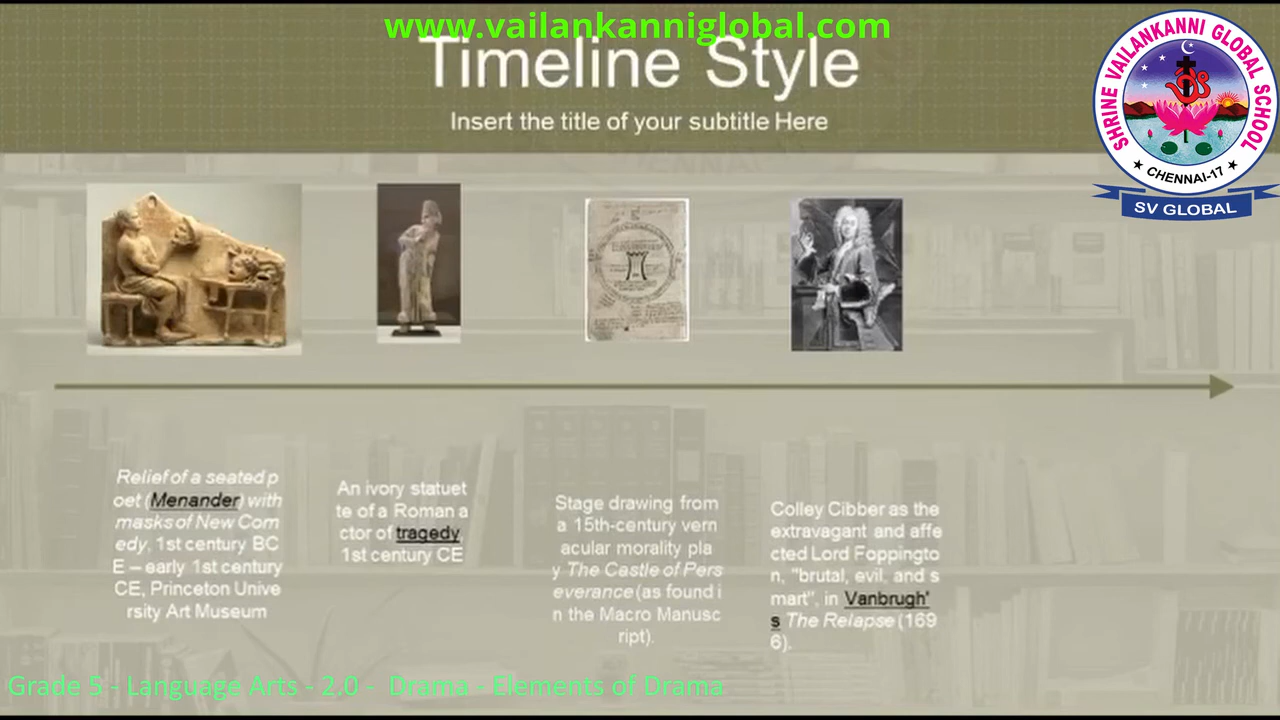 www.vailankanniglobal.com
Timeline Style
Insert the title of your subtitle Here
SHRINE VAILANKANNI GLOBAL SCHOOL
★ CHENNAI-17 ★
SV GLOBAL
Relief of a seated p
oet (Menander) with
masks of New Com
edy, 1st century BC
E – early 1st century
CE, Princeton Unive
rsity Art Museum
An ivory statuet
te of a Roman a
ctor of tragedy,
1st century CE
Stage drawing from
a 15th-century vern
acular morality pla
y The Castle of Pers
everance (as found i
n the Macro Manusc
ript).
Colley Cibber as the
extravagant and affe
cted Lord Foppingto
n, "brutal, evil, and s
mart", in Vanbrugh'
s The Relapse (169
6).
Grade 5 - Language Arts - 2.0 - Drama - Elements of Drama